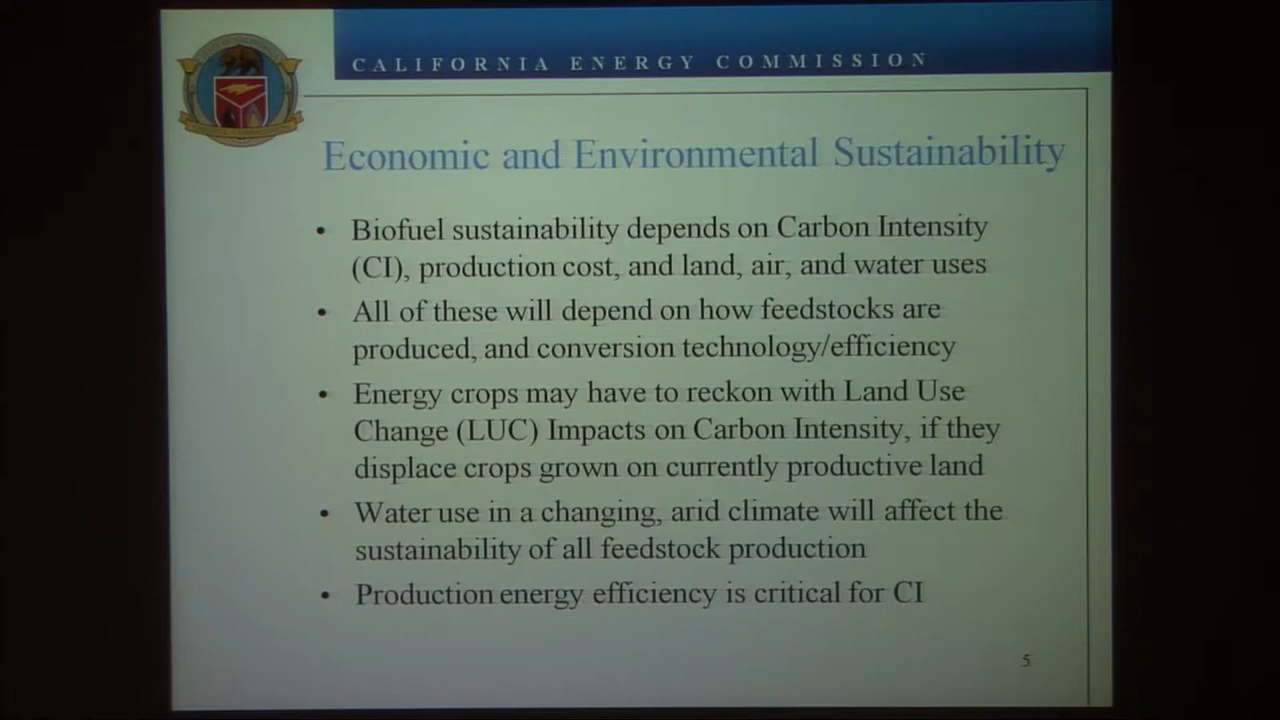 CALIFORNIA ENERGY COMMISSION
Economic and Environmental Sustainability
• Biofuel sustainability depends on Carbon Intensity
(CI), production cost, and land, air, and water uses
• All of these will depend on how feedstocks are
produced, and conversion technology/efficiency
• Energy crops may have to reckon with Land Use
Change (LUC) Impacts on Carbon Intensity, if they
displace crops grown on currently productive land
• Water use in a changing, arid climate will affect the
sustainability of all feedstock production
• Production energy efficiency is critical for CI
5